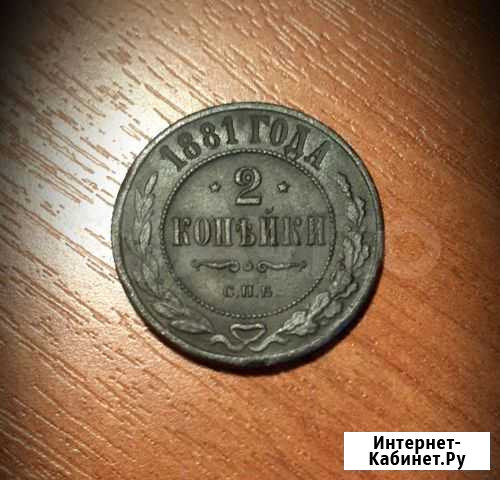 1881 ГОДА
2
КОПѢЙКИ
С.П.Б.
Интернет-
Кабинет.Ру